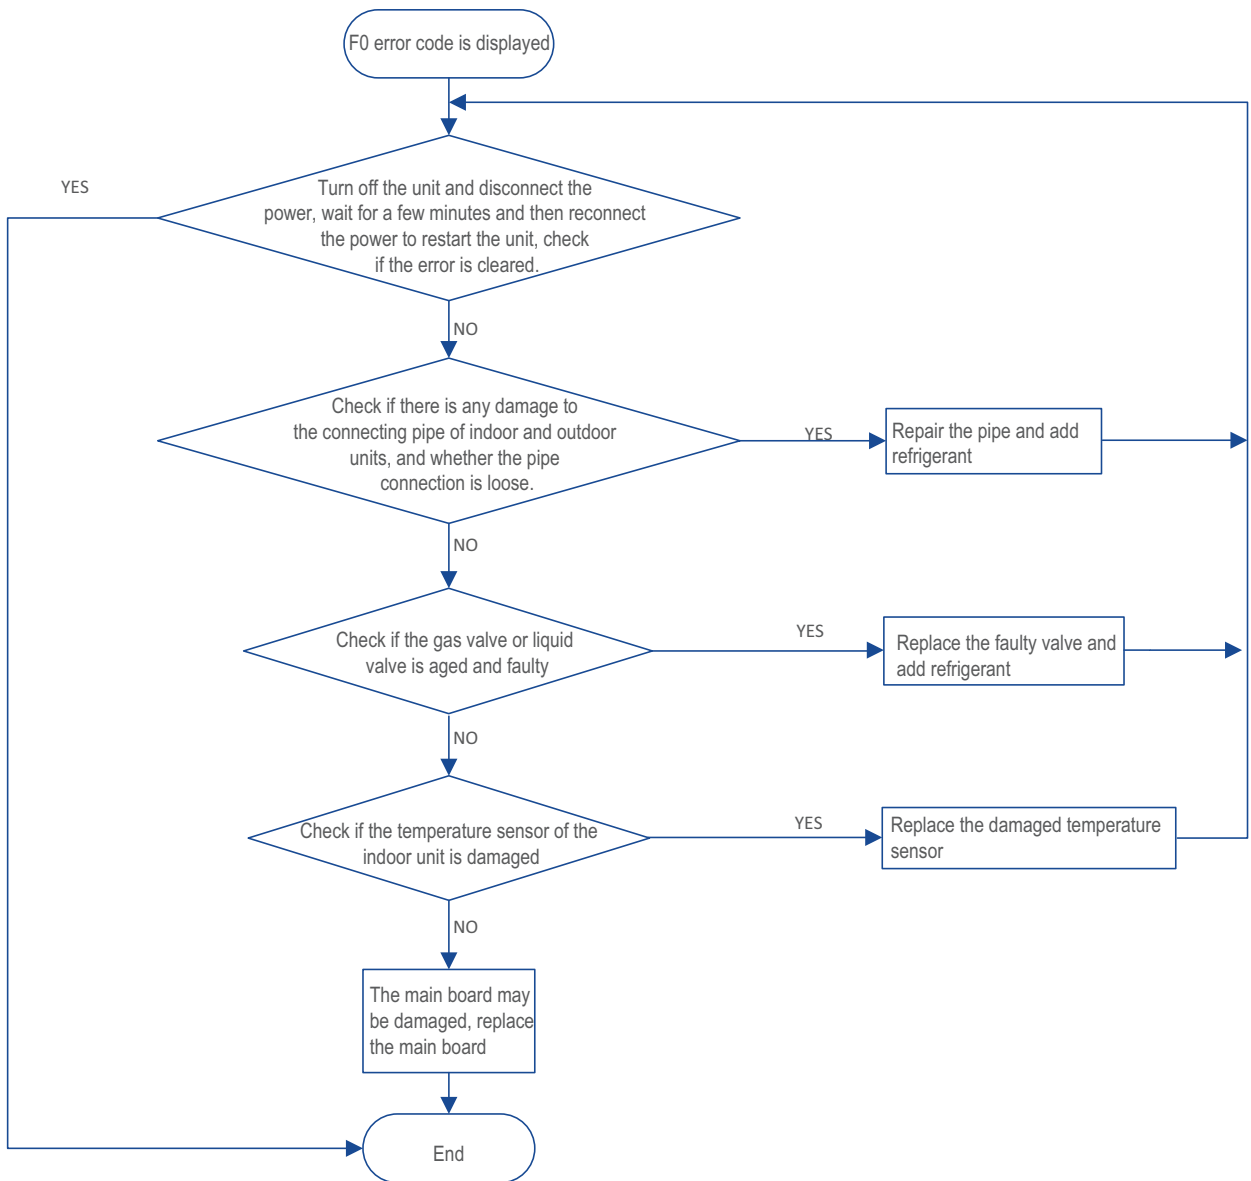 F0 error code is displayed
YES
Turn off the unit and disconnect the
power, wait for a few minutes and then reconnect
the power to restart the unit, check
if the error is cleared.
NO
Check if there is any damage to
the connecting pipe of indoor and outdoor
units, and whether the pipe
connection is loose.
YES
Repair the pipe and add
refrigerant
NO
Check if the gas valve or liquid
valve is aged and faulty
YES
Replace the faulty valve and
add refrigerant
NO
Check if the temperature sensor of the
indoor unit is damaged
YES
Replace the damaged temperature
sensor
NO
The main board may
be damaged, replace
the main board
End